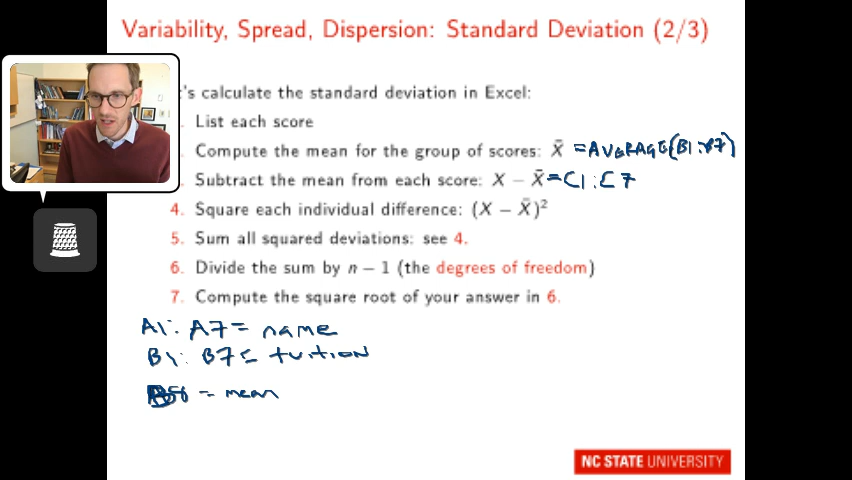 Variability, Spread, Dispersion: Standard Deviation (2/3)
's calculate the standard deviation in Excel:
List each score
Compute the mean for the group of scores: X̄ =AVERAGE(B1:B7)
Subtract the mean from each score: X − X̄ =C1:C7
4. Square each individual difference: (X − X̄)²
5. Sum all squared deviations: see 4.
6. Divide the sum by n − 1 (the degrees of freedom)
7. Compute the square root of your answer in 6.
A1: A7 = name
B1: B7 = tuition
= mean
NC STATE UNIVERSITY